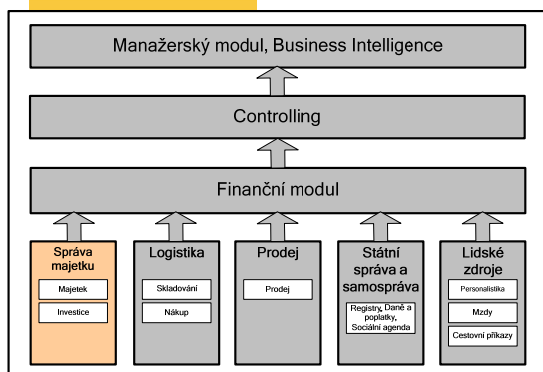 Manažerský modul, Business Intelligence
Controlling
Finanční modul
Správa
majetku
Majetek
Investice
Logistika
Skladování
Nákup
Prodej
Prodej
Státní
správa a
samospráva
Registry, Daně a
poplatky,
Sociální agenda
Lidské
zdroje
Personalistika
Mzdy
Cestovní příkazy